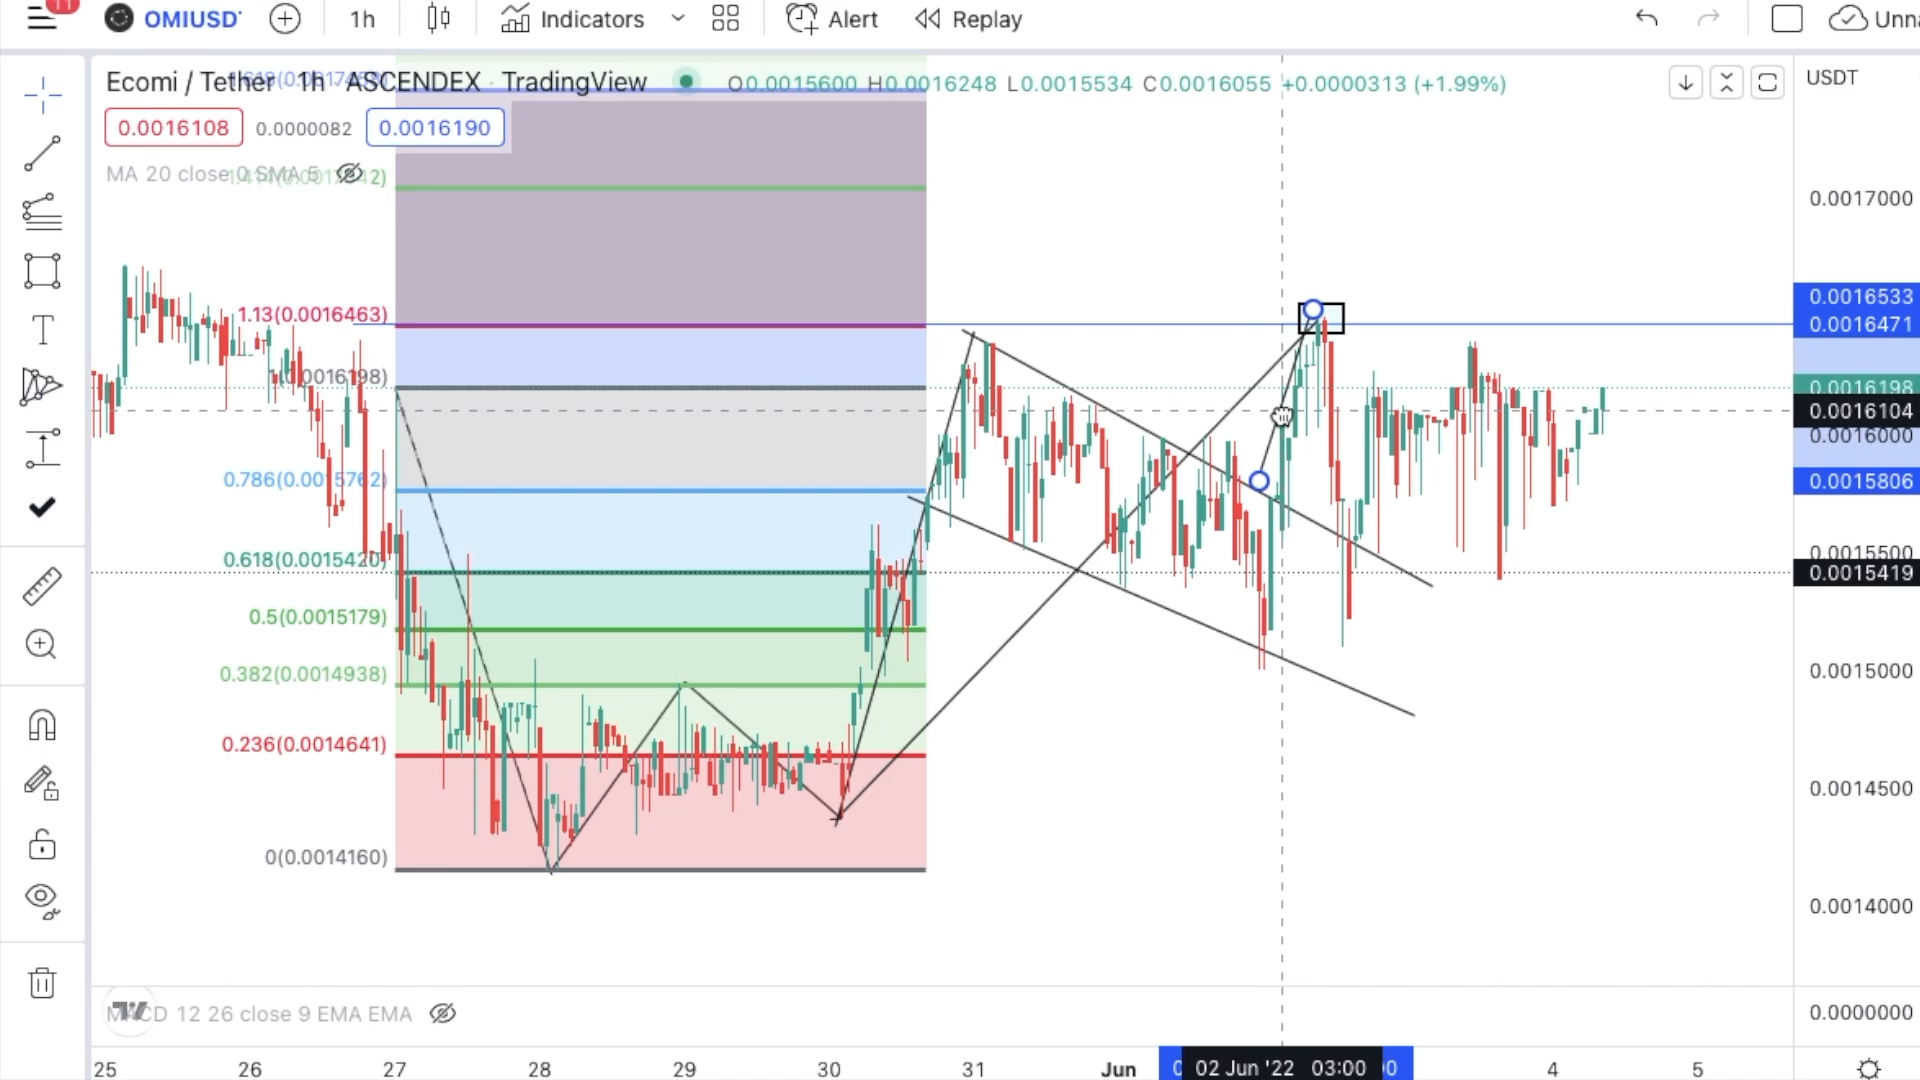 11
OMIUSD
1h
Indicators
Alert
Replay
Unna
Ecomi / Tether · 1h · ASCENDEX · TradingView
O0.0015600 H0.0016248 L0.0015534 C0.0016055 +0.0000313 (+1.99%)
USDT
0.0016108
0.0000082
0.0016190
MA 20 close 0 SMA 5
0.0017000
1.13(0.0016463)
1(0.0016198)
0.786(0.0015762)
0.618(0.0015420)
0.5(0.0015179)
0.382(0.0014938)
0.236(0.0014641)
0(0.0014160)
0.0016533
0.0016471
0.0016198
0.0016104
0.0016000
0.0015806
0.0015500
0.0015419
0.0015000
0.0014500
0.0014000
MACD 12 26 close 9 EMA EMA
0.0000000
25 26 27 28 29 30 31 Jun 02 Jun '22 03:00 4 5